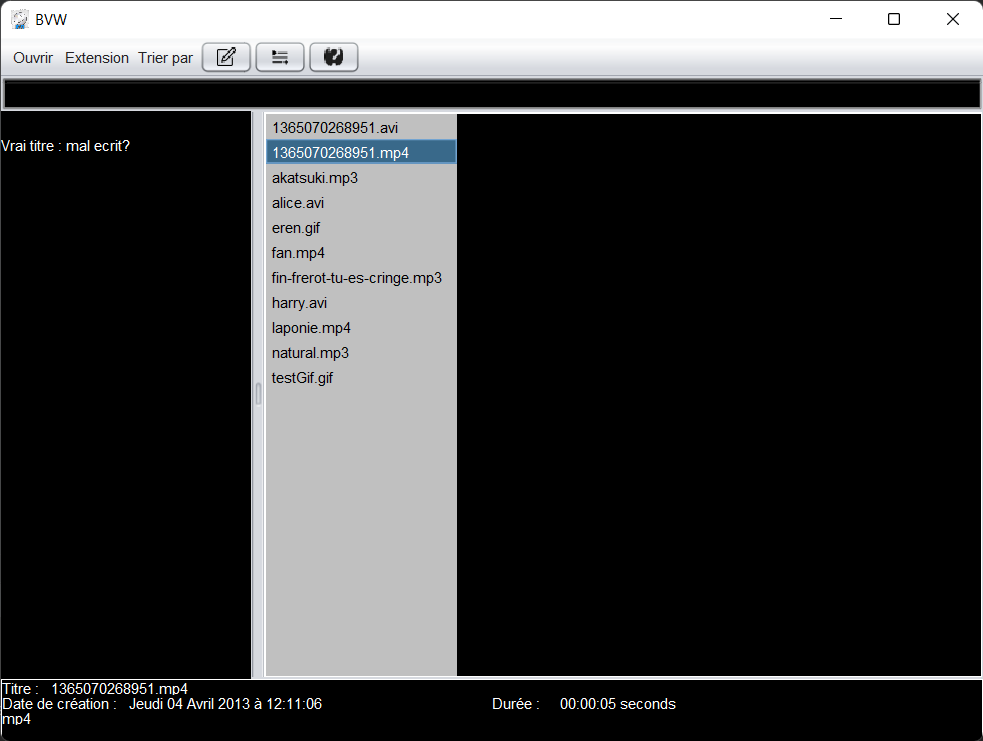 BVW
Ouvrir Extension Trier par
Vrai titre : mal ecrit?
1365070268951.avi
1365070268951.mp4
akatsuki.mp3
alice.avi
eren.gif
fan.mp4
fin-frerot-tu-es-cringe.mp3
harry.avi
laponie.mp4
natural.mp3
testGif.gif
Titre : 1365070268951.mp4
Date de création : Jeudi 04 Avril 2013 à 12:11:06 Durée : 00:00:05 seconds
mp4